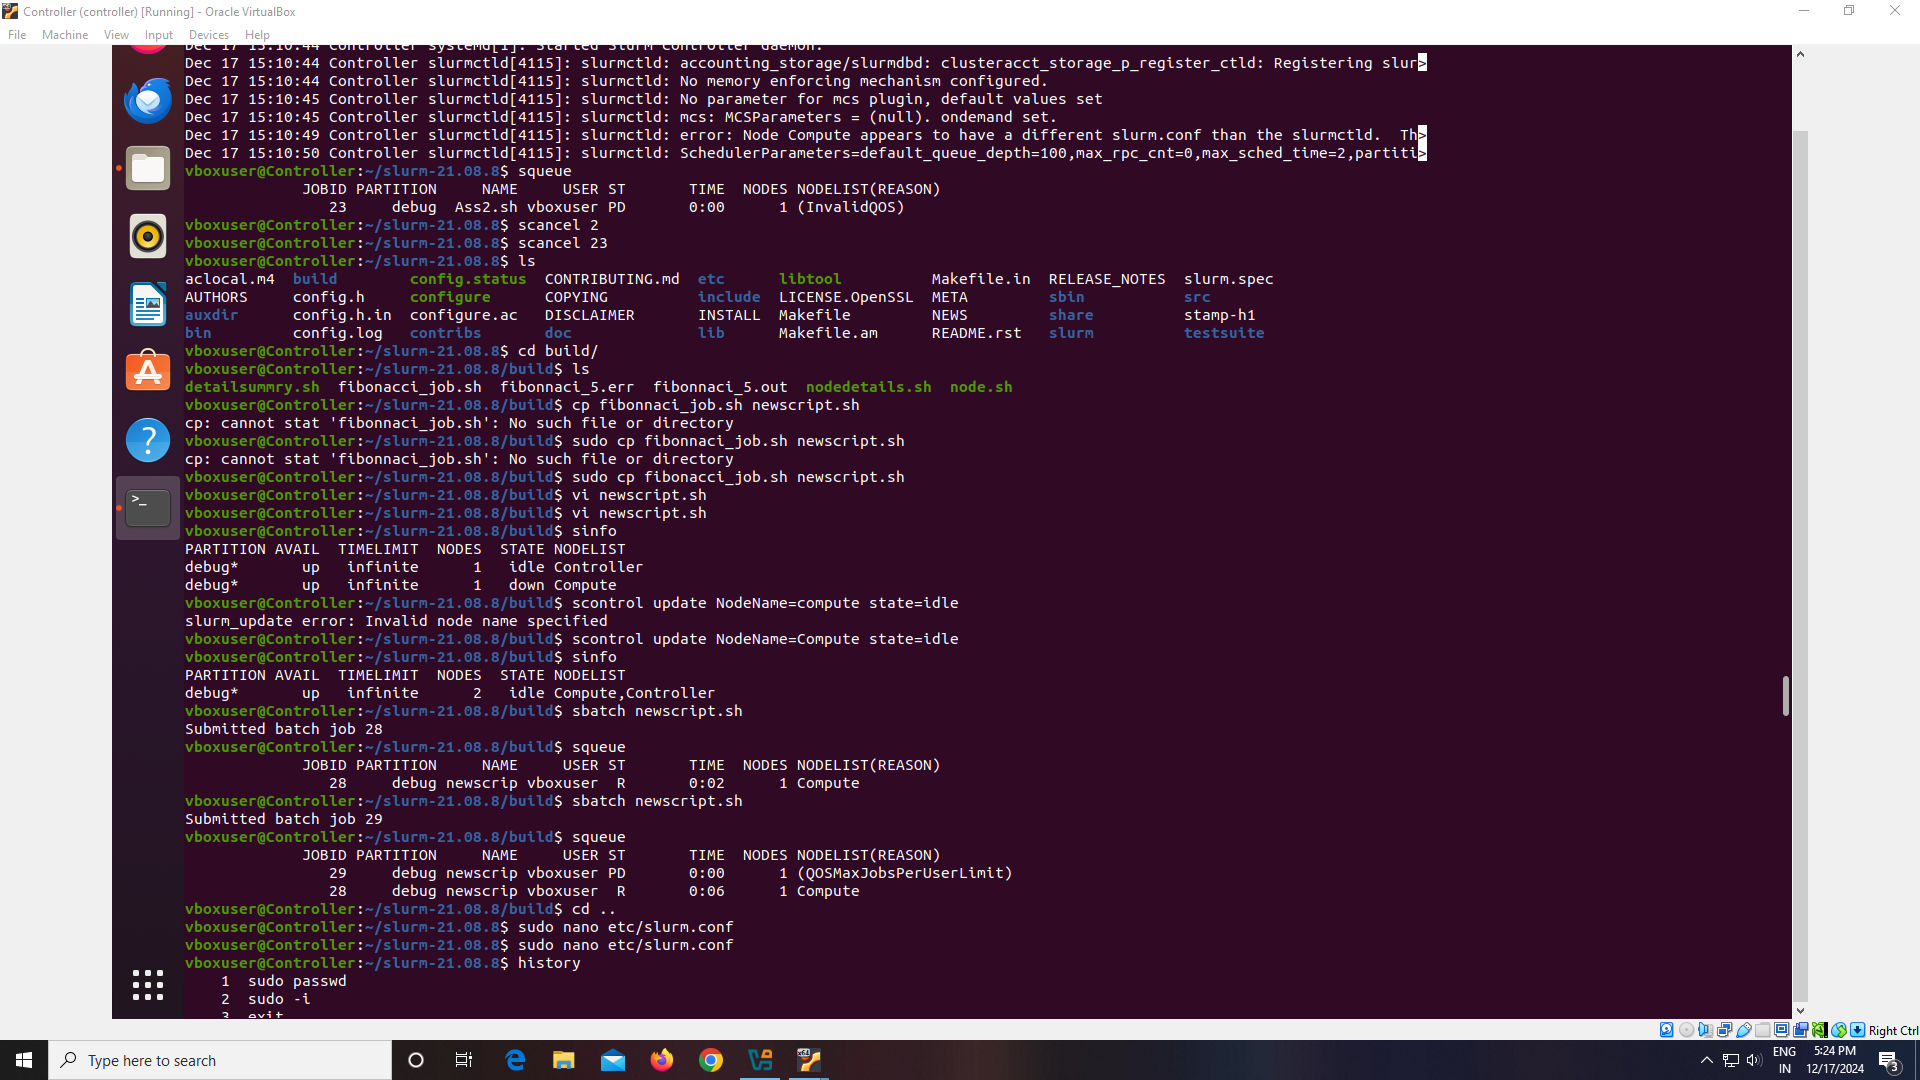 Controller (controller) [Running] - Oracle VirtualBox
File Machine View Input Devices Help
Dec 17 15:10:44 Controller systemd[1]: Started Slurm Controller daemon.
Dec 17 15:10:44 Controller slurmctld[4115]: slurmctld: accounting_storage/slurmdbd: clusteracct_storage_p_register_ctld: Registering slur>
Dec 17 15:10:44 Controller slurmctld[4115]: slurmctld: No memory enforcing mechanism configured.
Dec 17 15:10:45 Controller slurmctld[4115]: slurmctld: No parameter for mcs plugin, default values set
Dec 17 15:10:45 Controller slurmctld[4115]: slurmctld: mcs: MCSParameters = (null). ondemand set.
Dec 17 15:10:49 Controller slurmctld[4115]: slurmctld: error: Node Compute appears to have a different slurm.conf than the slurmctld.  Th>
Dec 17 15:10:50 Controller slurmctld[4115]: slurmctld: SchedulerParameters=default_queue_depth=100,max_rpc_cnt=0,max_sched_time=2,partiti>
vboxuser@Controller:~/slurm-21.08.8$ squeue
JOBID PARTITION     NAME     USER ST       TIME  NODES NODELIST(REASON)
23     debug  Ass2.sh vboxuser PD       0:00      1 (InvalidQOS)
vboxuser@Controller:~/slurm-21.08.8$ scancel 2
vboxuser@Controller:~/slurm-21.08.8$ scancel 23
vboxuser@Controller:~/slurm-21.08.8$ ls
aclocal.m4  build        config.status  CONTRIBUTING.md  etc      libtool          Makefile.in  RELEASE_NOTES  slurm.spec
AUTHORS     config.h     configure      COPYING          include  LICENSE.OpenSSL  META         sbin           src
auxdir      config.h.in  configure.ac   DISCLAIMER       INSTALL  Makefile         NEWS         share          stamp-h1
bin         config.log   contribs       doc              lib      Makefile.am      README.rst   slurm          testsuite
vboxuser@Controller:~/slurm-21.08.8$ cd build/
vboxuser@Controller:~/slurm-21.08.8/build$ ls
detailsummry.sh  fibonacci_job.sh  fibonnaci_5.err  fibonnaci_5.out  nodedetails.sh  node.sh
vboxuser@Controller:~/slurm-21.08.8/build$ cp fibonnaci_job.sh newscript.sh
cp: cannot stat 'fibonnaci_job.sh': No such file or directory
vboxuser@Controller:~/slurm-21.08.8/build$ sudo cp fibonnaci_job.sh newscript.sh
cp: cannot stat 'fibonnaci_job.sh': No such file or directory
vboxuser@Controller:~/slurm-21.08.8/build$ sudo cp fibonacci_job.sh newscript.sh
vboxuser@Controller:~/slurm-21.08.8/build$ vi newscript.sh
vboxuser@Controller:~/slurm-21.08.8/build$ vi newscript.sh
vboxuser@Controller:~/slurm-21.08.8/build$ sinfo
PARTITION AVAIL  TIMELIMIT  NODES  STATE NODELIST
debug*       up   infinite      1   idle Controller
debug*       up   infinite      1   down Compute
vboxuser@Controller:~/slurm-21.08.8/build$ scontrol update NodeName=compute state=idle
slurm_update error: Invalid node name specified
vboxuser@Controller:~/slurm-21.08.8/build$ scontrol update NodeName=Compute state=idle
vboxuser@Controller:~/slurm-21.08.8/build$ sinfo
PARTITION AVAIL  TIMELIMIT  NODES  STATE NODELIST
debug*       up   infinite      2   idle Compute,Controller
vboxuser@Controller:~/slurm-21.08.8/build$ sbatch newscript.sh
Submitted batch job 28
vboxuser@Controller:~/slurm-21.08.8/build$ squeue
JOBID PARTITION     NAME     USER ST       TIME  NODES NODELIST(REASON)
28     debug newscrip vboxuser  R       0:02      1 Compute
vboxuser@Controller:~/slurm-21.08.8/build$ sbatch newscript.sh
Submitted batch job 29
vboxuser@Controller:~/slurm-21.08.8/build$ squeue
JOBID PARTITION     NAME     USER ST       TIME  NODES NODELIST(REASON)
29     debug newscrip vboxuser PD       0:00      1 (QOSMaxJobsPerUserLimit)
28     debug newscrip vboxuser  R       0:06      1 Compute
vboxuser@Controller:~/slurm-21.08.8/build$ cd ..
vboxuser@Controller:~/slurm-21.08.8$ sudo nano etc/slurm.conf
vboxuser@Controller:~/slurm-21.08.8$ sudo nano etc/slurm.conf
vboxuser@Controller:~/slurm-21.08.8$ history
1  sudo passwd
2  sudo -i
3  exit
Right Ctrl
Type here to search
ENG
IN
5:24 PM
12/17/2024
3